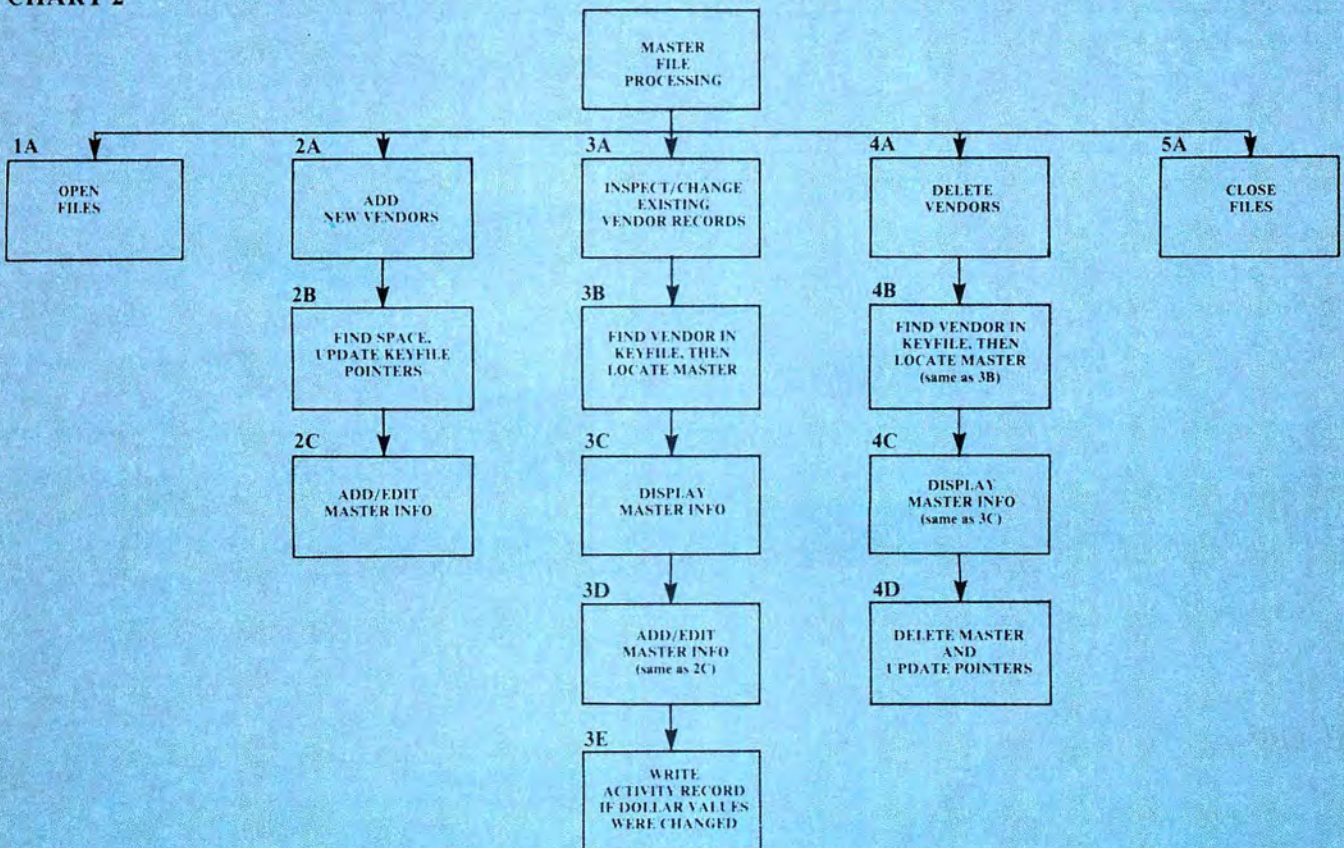 CHART 2
MASTER
FILE
PROCESSING
1A
OPEN
FILES
2A
ADD
NEW VENDORS
3A
INSPECT/CHANGE
EXISTING
VENDOR RECORDS
4A
DELETE
VENDORS
5A
CLOSE
FILES
2B
FIND SPACE,
UPDATE KEYFILE
POINTERS
3B
FIND VENDOR IN
KEYFILE, THEN
LOCATE MASTER
4B
FIND VENDOR IN
KEYFILE, THEN
LOCATE MASTER
(same as 3B)
2C
ADD/EDIT
MASTER INFO
3C
DISPLAY
MASTER INFO
4C
DISPLAY
MASTER INFO
(same as 3C)
3D
ADD/EDIT
MASTER INFO
(same as 2C)
4D
DELETE MASTER
AND
UPDATE POINTERS
3E
WRITE
ACTIVITY RECORD
IF DOLLAR VALUES
WERE CHANGED